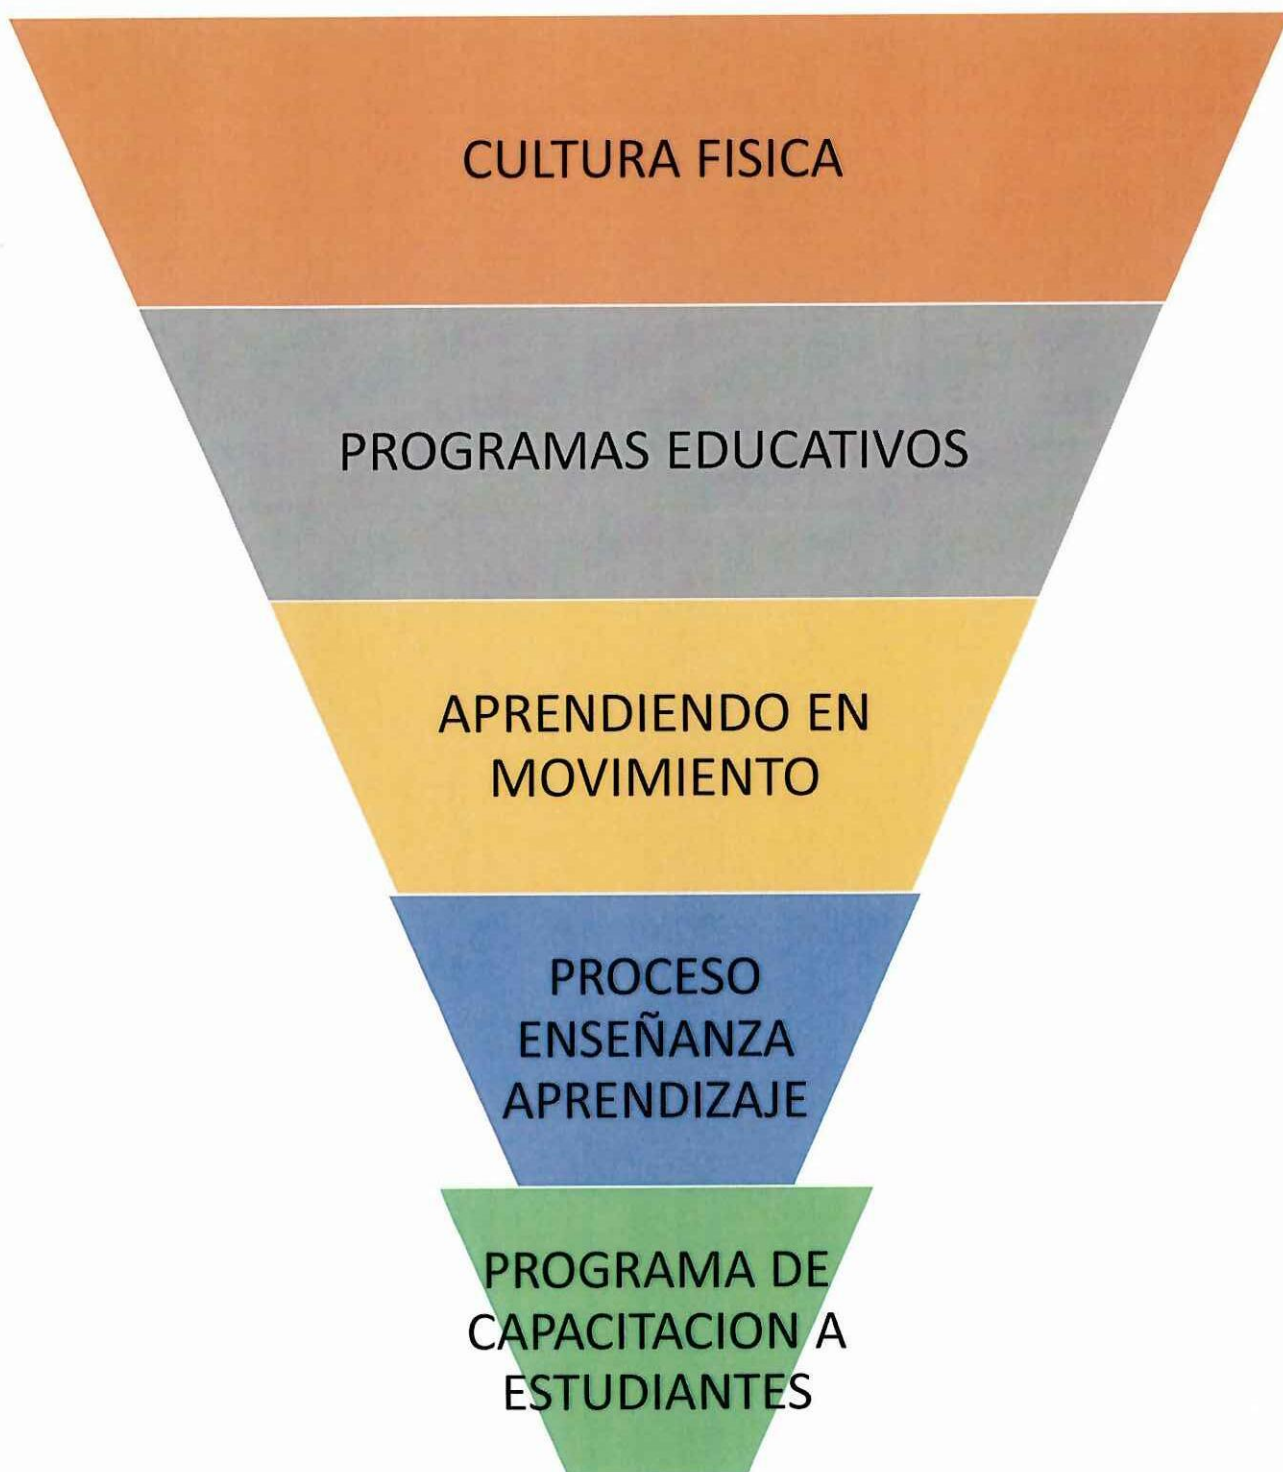 CULTURA FISICA
PROGRAMAS EDUCATIVOS
APRENDIENDO EN
MOVIMIENTO
PROCESO
ENSEÑANZA
APRENDIZAJE
PROGRAMA DE
CAPACITACION A
ESTUDIANTES